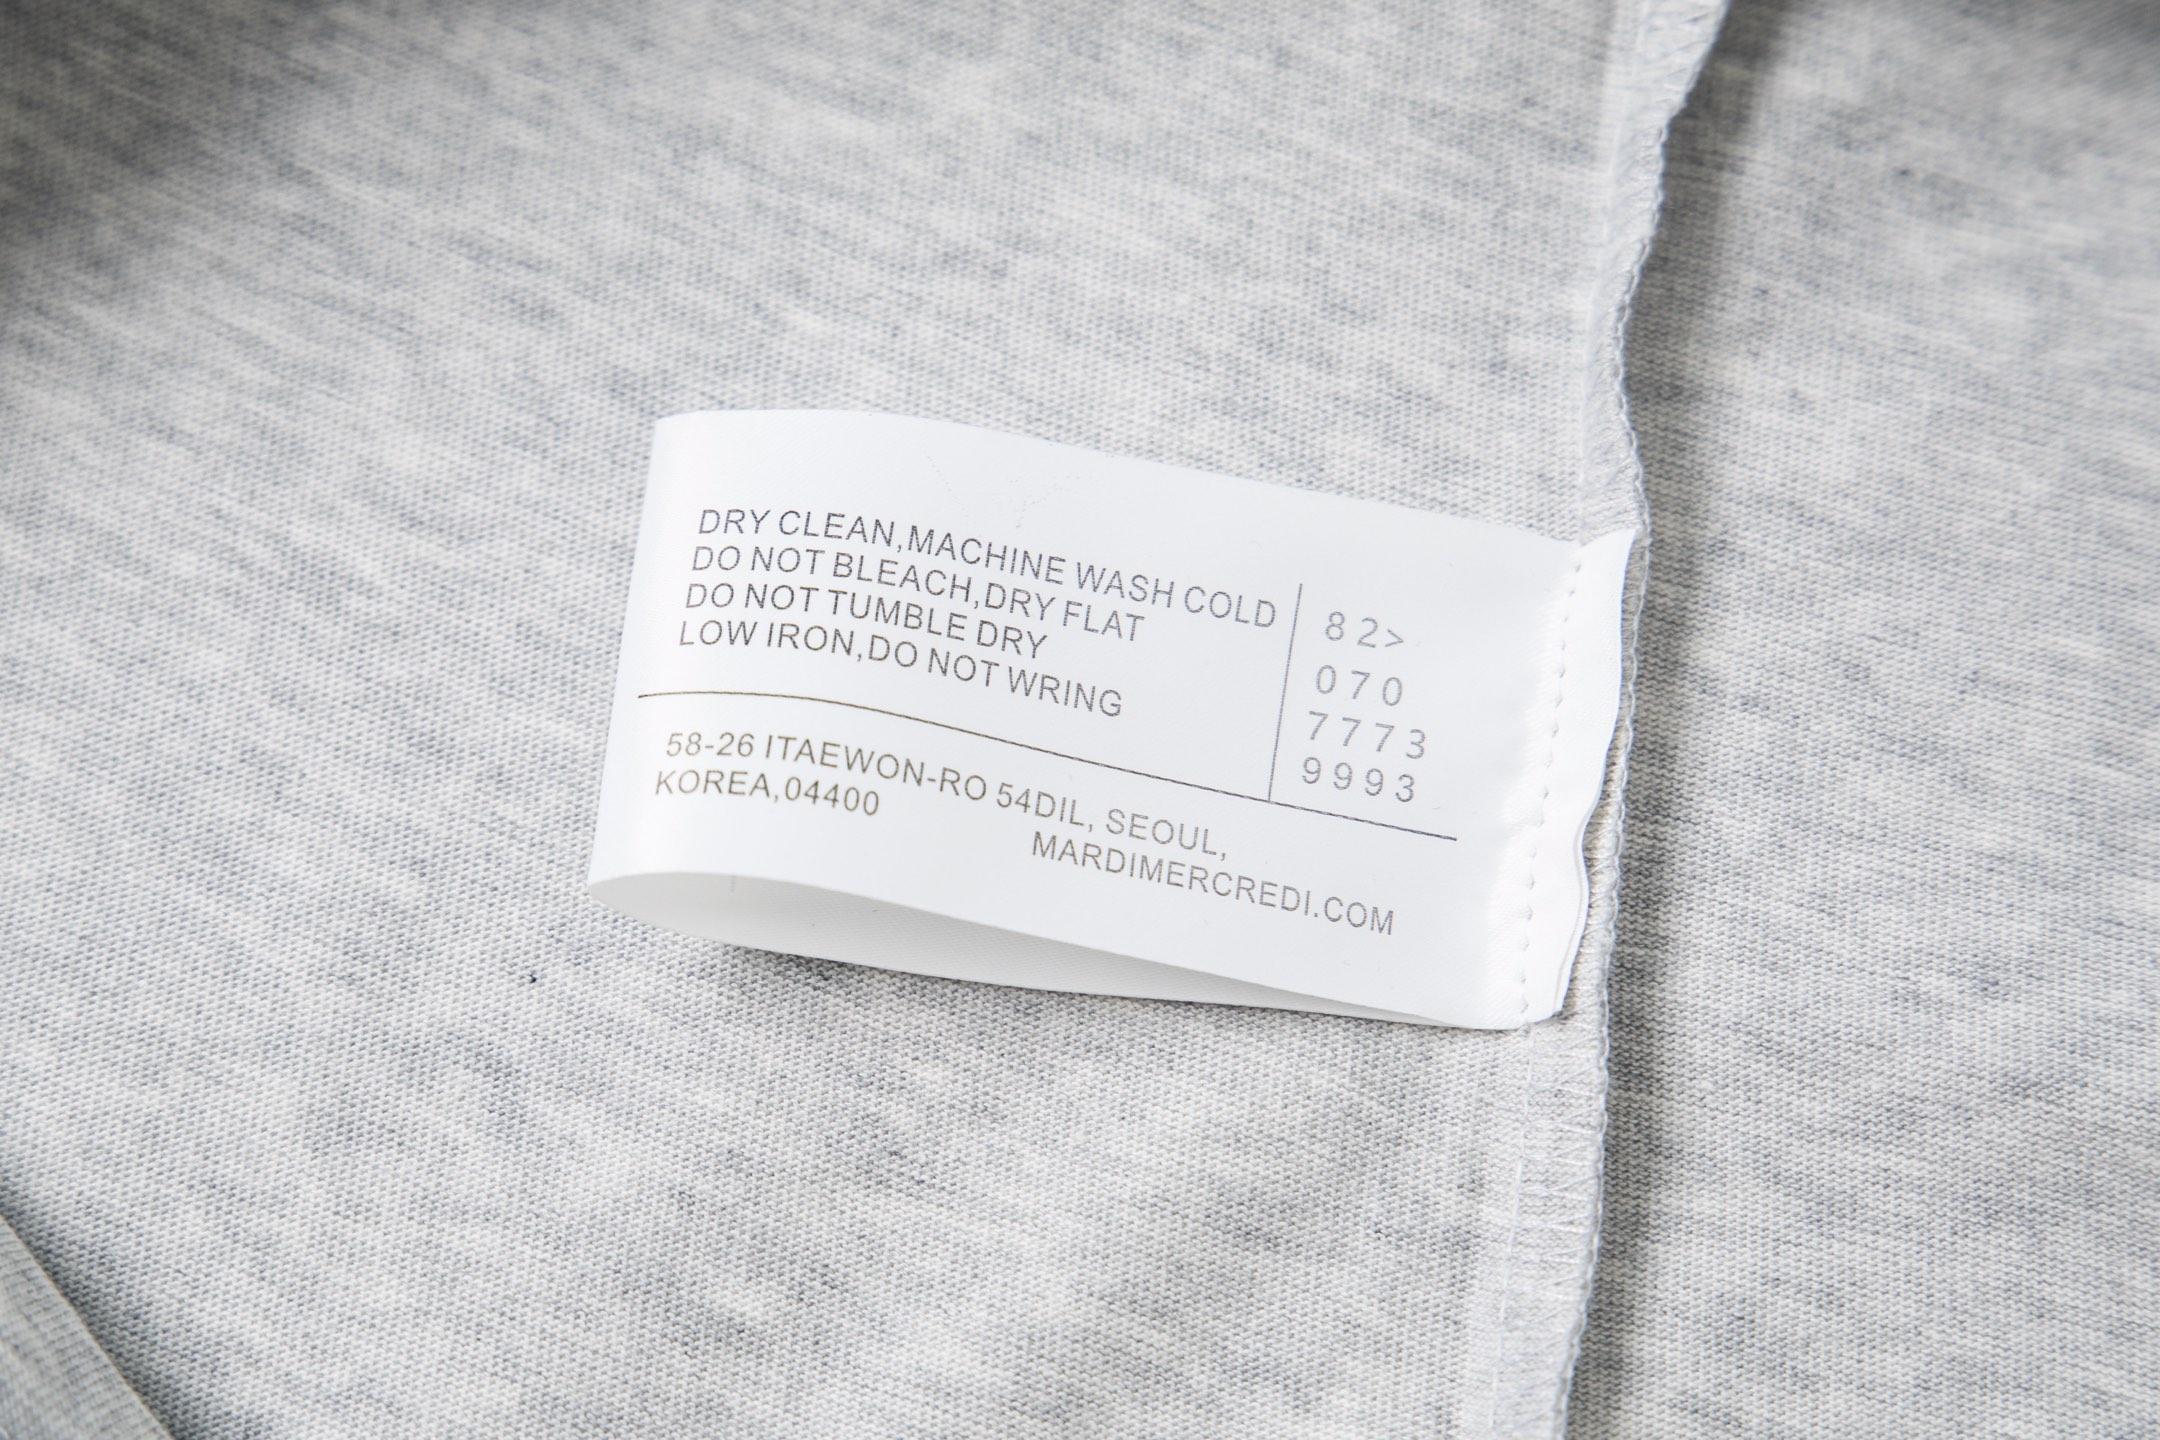 DRY CLEAN,MACHINE WASH COLD
DO NOT BLEACH,DRY FLAT
DO NOT TUMBLE DRY
LOW IRON,DO NOT WRING
82>
070
7773
9993
58-26 ITAEWON-RO 54DIL, SEOUL,
KOREA,04400
MARDIMERCREDI.COM